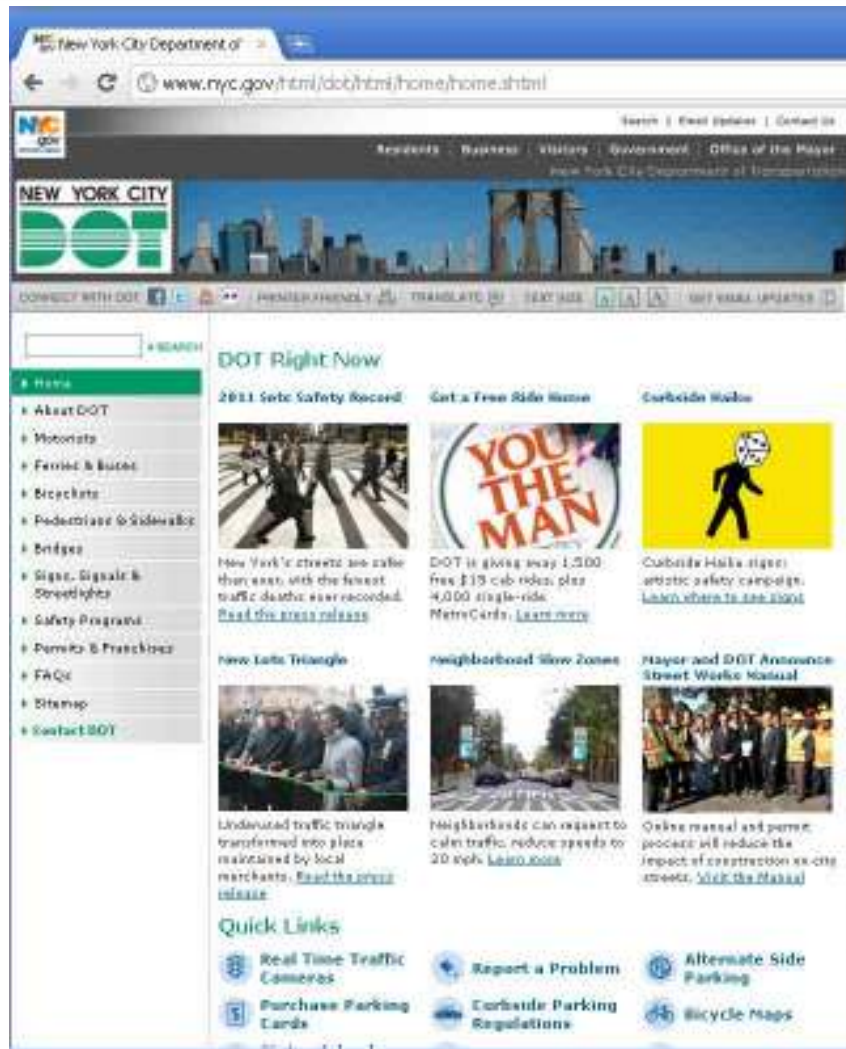 New York City Department of
www.nyc.gov/html/dot/html/home/home.shtml
NYC
.gov
Search | Email Updates | Contact Us
Residents | Business | Visitors | Government | Office of the Mayor
New York City Department of Transportation
NEW YORK CITY
DOT
CONNECT WITH DOT
PRINTER FRIENDLY
TRANSLATE
TEXT SIZE A A A
GET EMAIL UPDATES
SEARCH
Home
About DOT
Motorists
Ferries & Buses
Bicyclists
Pedestrians & Sidewalks
Bridges
Signs, Signals &
Streetlights
Safety Programs
Permits & Franchises
FAQs
Sitemap
Contact DOT
DOT Right Now
2011 Sets Safety Record
New York's streets are safer
than ever, with the fewest
traffic deaths ever recorded.
Read the press release
Get a Free Ride Home
YOU
THE
MAN
DOT is giving away 1,500
free $15 cab rides, plus
4,000 single-ride
MetroCards. Learn more
Curbside Haiku
Curbside Haiku signs:
artistic safety campaign.
Learn where to see signs
New Lots Triangle
Underused traffic triangle
transformed into plaza
maintained by local
merchants. Read the press
release
Neighborhood Slow Zones
Neighborhoods can request to
calm traffic, reduce speeds to
20 mph. Learn more
Mayor and DOT Announce
Street Works Manual
Online manual and permit
process will reduce the
impact of construction on city
streets. Visit the Manual
Quick Links
Real Time Traffic
Cameras
Report a Problem
Alternate Side
Parking
Purchase Parking
Cards
Curbside Parking
Regulations
Bicycle Maps